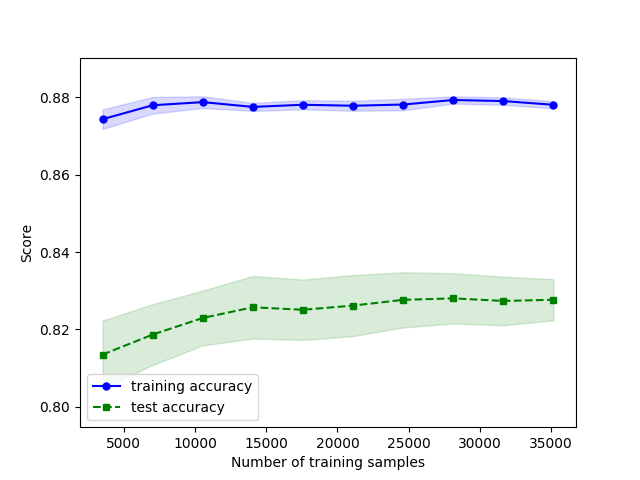 0.88
0.86
0.84
0.82
0.80
Score
training accuracy
test accuracy
5000 10000 15000 20000 25000 30000 35000
Number of training samples